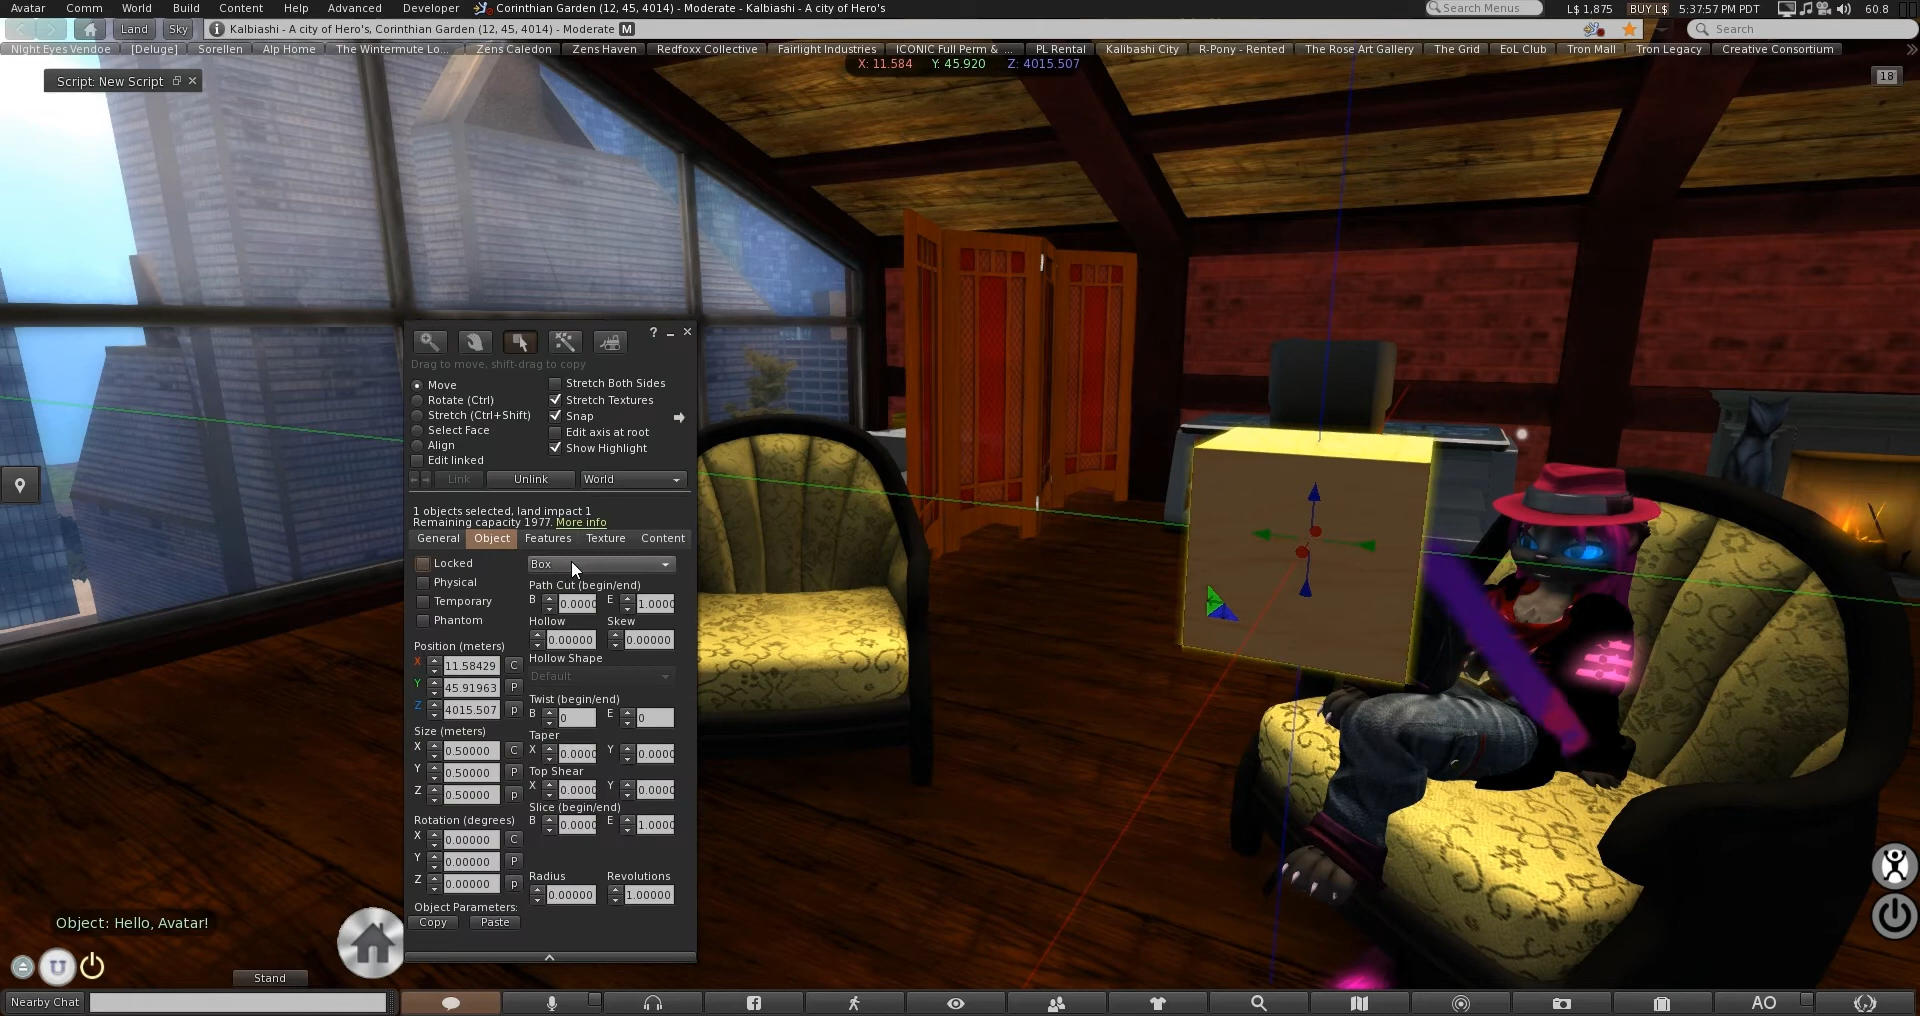 Avatar Comm World Build Content Help Advanced Developer Corinthian Garden (12, 45, 4014) - Moderate - Kalbiashi - A city of Hero's Search Menus L$ 1,875 BUY L$ 5:37:57 PM PDT 60.8
Land Sky Kalbiashi - A city of Hero's, Corinthian Garden (12, 45, 4014) - Moderate M Search
NIght Eyes Vendoe [Deluge] Sorellen Alp Home The Wintermute Lo... Zens Caledon Zens Haven Redfoxx Collective Fairlight Industries ICONIC Full Perm & ... PL Rental Kalibashi City R-Pony - Rented The Rose Art Gallery The Grid EoL Club Tron Mall Tron Legacy Creative Consortium
X: 11.584 Y: 45.920 Z: 4015.507
18
Script: New Script
?
Drag to move, shift-drag to copy
Move Stretch Both Sides
Rotate (Ctrl) Stretch Textures
Stretch (Ctrl+Shift) Snap
Select Face Edit axis at root
Align Show Highlight
Edit linked
Link Unlink World
1 objects selected, land impact 1
Remaining capacity 1977. More info
General Object Features Texture Content
Locked Box
Physical Path Cut (begin/end)
Temporary B 0.0000 E 1.0000
Phantom Hollow Skew
0.00000 0.00000
Position (meters) Hollow Shape
X 11.58429 C Default
Y 45.91963 P Twist (begin/end)
Z 4015.507 p B 0 E 0
Size (meters) Taper
X 0.50000 C X 0.0000 Y 0.0000
Y 0.50000 P Top Shear
Z 0.50000 p X 0.0000 Y 0.0000
Rotation (degrees) Slice (begin/end)
X 0.00000 C B 0.0000 E 1.0000
Y 0.00000 P
Z 0.00000 p Radius Revolutions
0.00000 1.00000
Object Parameters:
Copy Paste
Object: Hello, Avatar!
Stand
Nearby Chat AO